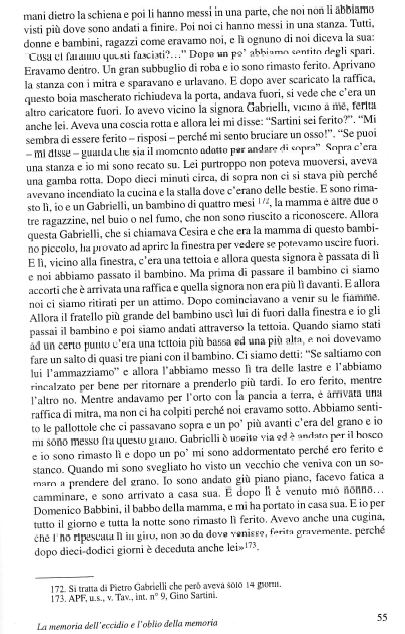 mani dietro la schiena e poi li hanno messi in una parte, che noi non li abbiamo
visti più dove sono andati a finire. Poi noi ci hanno messi in una stanza. Tutti,
donne e bambini, ragazzi come eravamo noi, e lì ognuno di noi diceva la sua:
“Cosa ci faranno questi fascisti?…” Dopo un po’ abbiamo sentito degli spari.
Eravamo dentro. Un gran subbuglio di roba e io sono rimasto ferito. Aprivano
la stanza con i mitra e sparavano e urlavano. E dopo aver scaricato la raffica,
questo boia mascherato richiudeva la porta, andava fuori, si vede che c’era un
altro caricatore fuori. Io avevo vicino la signora Gabrielli, vicino a me, ferita
anche lei. Aveva una coscia rotta e allora lei mi disse: “Sartini sei ferito?”. “Mi
sembra di essere ferito – risposi – perché mi sento bruciare un osso!”. “Se puoi
– mi disse – guarda che sia il momento adatto per andare di sopra”. Sopra c’era
una stanza e io mi sono recato su. Lei purtroppo non poteva muoversi, aveva
una gamba rotta. Dopo dieci minuti circa, di sopra non ci si stava più perché
avevano incendiato la cucina e la stalla dove c’erano delle bestie. E sono rima-
sto lì, io e un Gabrielli, un bambino di quattro mesi 172, la mamma e altre due o
tre ragazzine, nel buio o nel fumo, che non sono riuscito a riconoscere. Allora
questa Gabrielli, che si chiamava Cesira e che era la mamma di questo bambi-
no piccolo, ha provato ad aprire la finestra per vedere se potevamo uscire fuori.
E lì, vicino alla finestra, c’era una tettoia e allora questa signora è passata di lì
e noi abbiamo passato il bambino. Ma prima di passare il bambino ci siamo
accorti che è arrivata una raffica e quella signora non era più lì davanti. E allora
noi ci siamo ritirati per un attimo. Dopo cominciavano a venir su le fiamme.
Allora il fratello più grande del bambino uscì lui di fuori dalla finestra e io gli
passai il bambino e poi siamo andati attraverso la tettoia. Quando siamo stati
ad un certo punto c’era una tettoia più bassa ed una più alta, e noi dovevamo
fare un salto di quasi tre piani con il bambino. Ci siamo detti: “Se saltiamo con
lui l’ammazziamo” e allora l’abbiamo messo lì tra delle lastre e l’abbiamo
rincalzato per bene per ritornare a prenderlo più tardi. Io ero ferito, mentre
l’altro no. Mentre andavamo per l’orto con la pancia a terra, è arrivata una
raffica di mitra, ma non ci ha colpiti perché noi eravamo sotto. Abbiamo senti-
to le pallottole che ci passavano sopra e un po’ più avanti c’era del grano e io
mi sono messo fra questo grano. Gabrielli è uscito via ed è andato per il bosco
e io sono rimasto lì e dopo un po’ mi sono addormentato perché ero ferito e
stanco. Quando mi sono svegliato ho visto un vecchio che veniva con un so-
maro a prendere del grano. Io sono andato giù piano piano, facevo fatica a
camminare, e sono arrivato a casa sua. E dopo lì è venuto mio nonno…
Domenico Babbini, il babbo della mamma, e mi ha portato in casa sua. E io per
tutto il giorno e tutta la notte sono rimasto lì ferito. Avevo anche una cugina,
che l’ho ripescata lì in giro, non so da dove venisse, ferita gravemente. perché
dopo dieci-dodici giorni è deceduta anche lei»173.
172. Si tratta di Pietro Gabrielli che però aveva solo 14 giorni.
173. APF, u.s., v. Tav., int. n° 9, Gino Sartini.
La memoria dell’eccidio e l’oblio della memoria
55